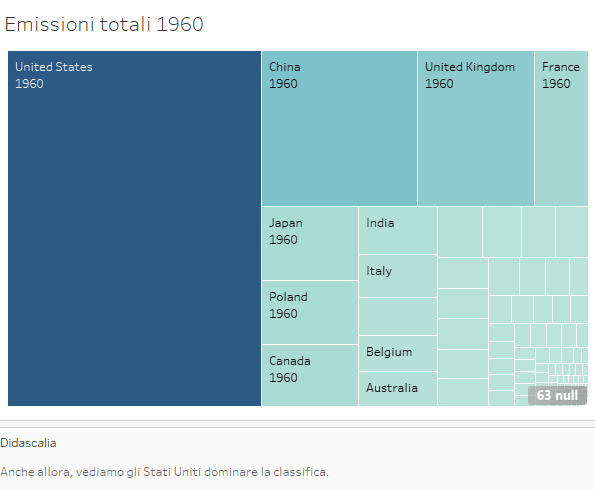 Emissioni totali 1960
United States
1960
China
1960
United Kingdom
1960
France
1960
Japan
1960
India
Italy
Poland
1960
Canada
1960
Belgium
Australia
63 null
Didascalia
Anche allora, vediamo gli Stati Uniti dominare la classifica.